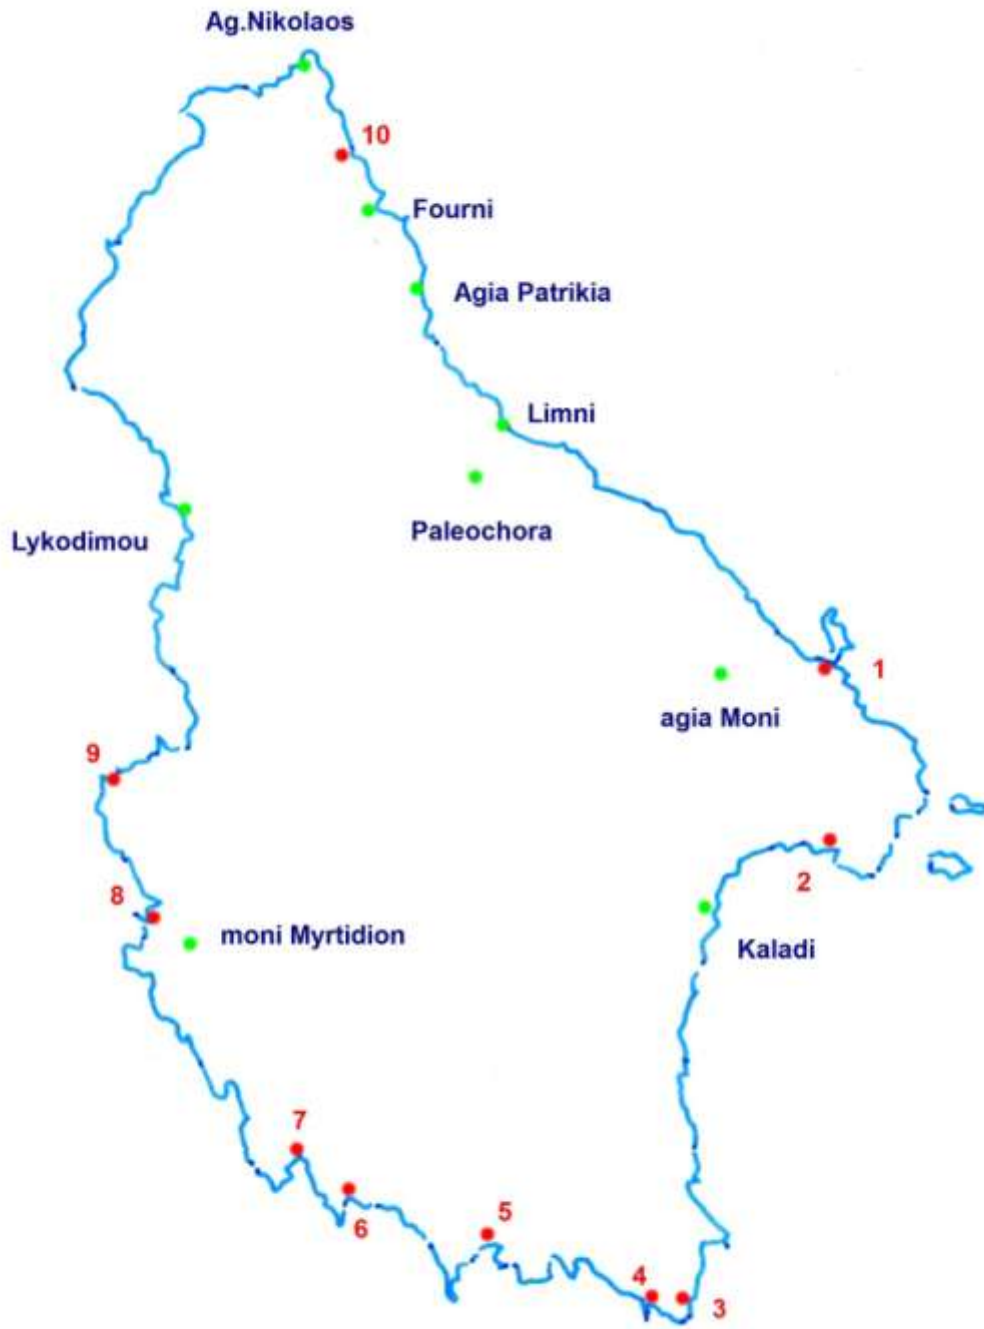 Ag.Nikolaos
10
Fourni
Agia Patrikia
Limni
Paleochora
Lykodimou
1
agia Moni
9
2
8
moni Myrtidion
Kaladi
7
5
6
4
3